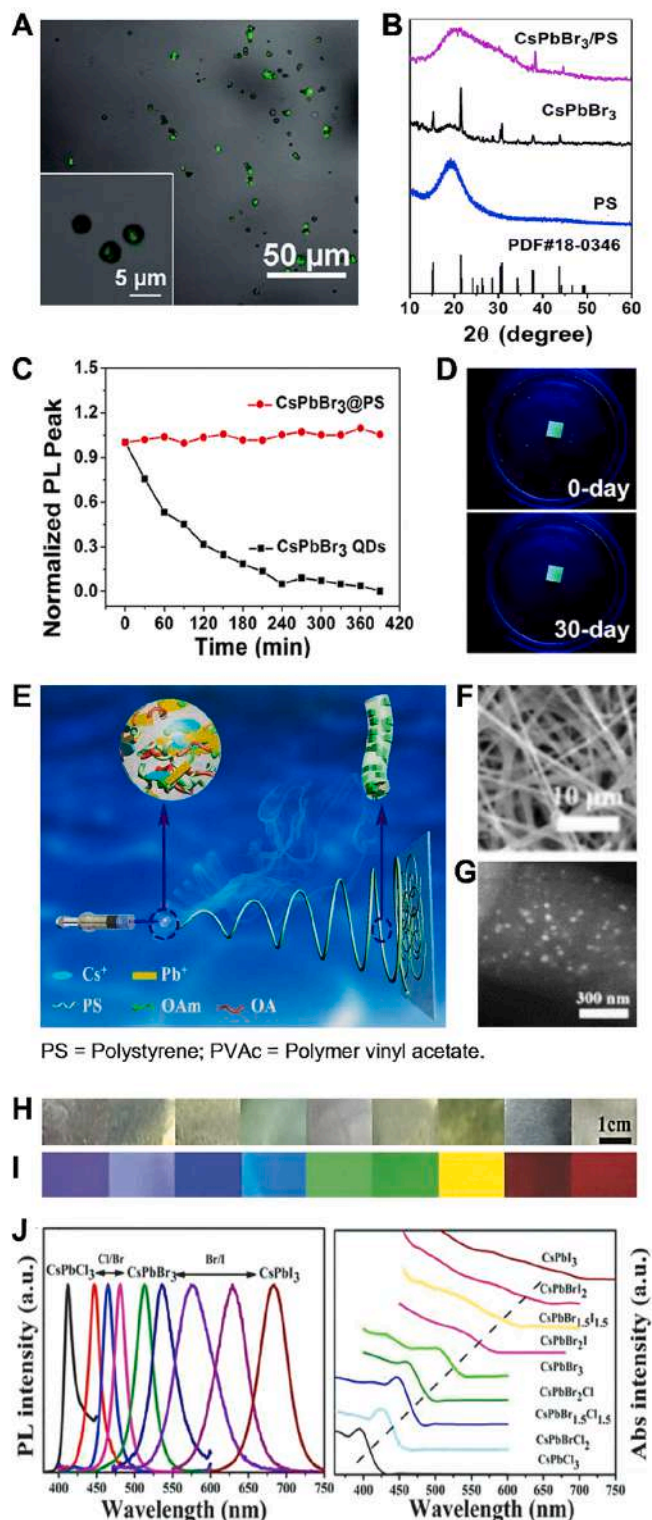 A
50 μm
5 μm
B
CsPbBr3/PS
CsPbBr3
PS
PDF#18-0346
10 20 30 40 50 60
2θ (degree)
C
Normalized PL Peak
1.5
1.2
0.9
0.6
0.3
0.0
CsPbBr3@PS
CsPbBr3 QDs
0 60 120 180 240 300 360 420
Time (min)
D
0-day
30-day
E
Cs+ Pb+
PS OAm OA
F
10 μm
G
300 nm
PS = Polystyrene; PVAc = Polymer vinyl acetate.
H
1cm
I
J
PL intensity (a.u.)
CsPbCl3
Cl/Br
CsPbBr3
Br/I
CsPbI3
400 450 500 550 600 650 700 750
Wavelength (nm)
CsPbI3
CsPbBrI2
CsPbBr1.5I1.5
CsPbBr2I
CsPbBr3
CsPbBr2Cl
CsPbBr1.5Cl1.5
CsPbBrCl2
CsPbCl3
400 450 500 550 600 650 700 750
Wavelength (nm)
Abs intensity (a.u.)